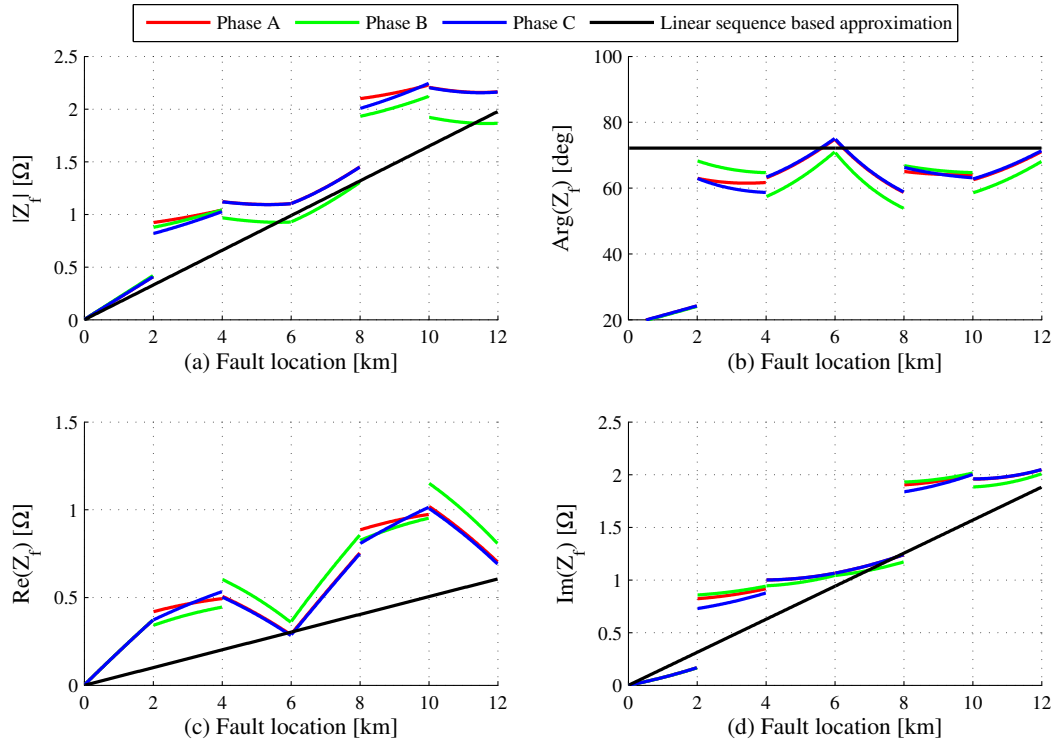 Phase A Phase B Phase C Linear sequence based approximation
|Z_f| [Ω]
2.5
2
1.5
1
0.5
0
0 2 4 6 8 10 12
(a) Fault location [km]
Arg(Z_f) [deg]
100
80
60
40
20
0 2 4 6 8 10 12
(b) Fault location [km]
Re(Z_f) [Ω]
1.5
1
0.5
0
0 2 4 6 8 10 12
(c) Fault location [km]
Im(Z_f) [Ω]
2.5
2
1.5
1
0.5
0
0 2 4 6 8 10 12
(d) Fault location [km]